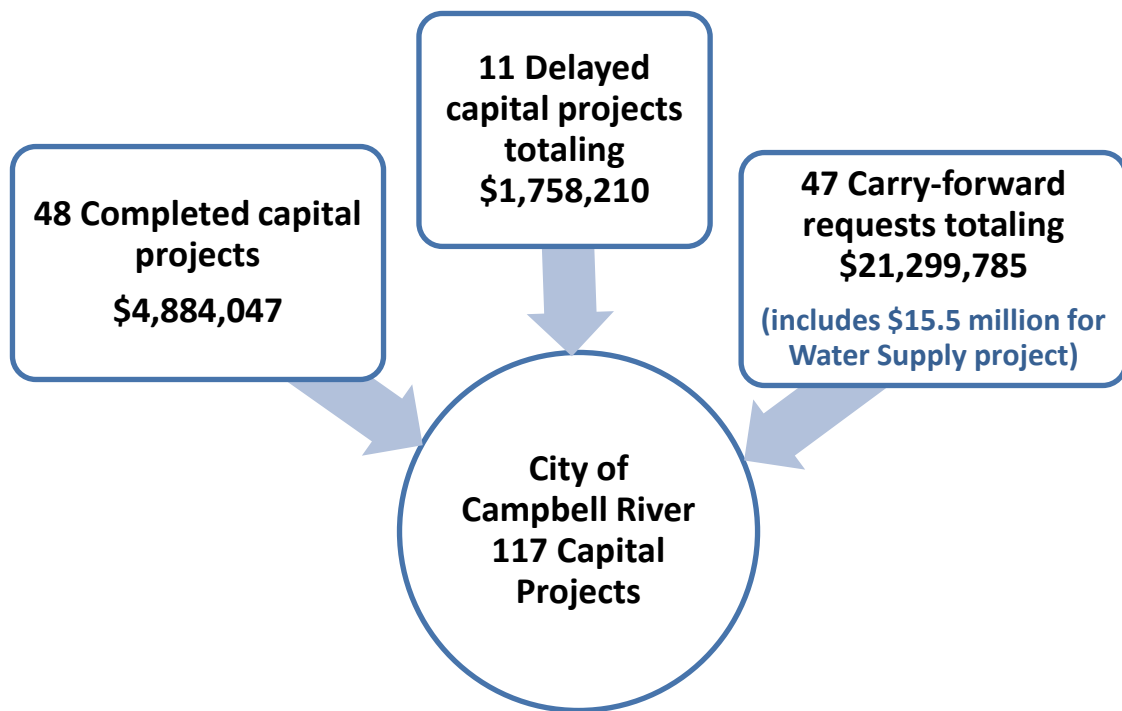 48 Completed capital
projects
$4,884,047
11 Delayed
capital projects
totaling
$1,758,210
47 Carry-forward
requests totaling
$21,299,785
(includes $15.5 million for
Water Supply project)
City of
Campbell River
117 Capital
Projects